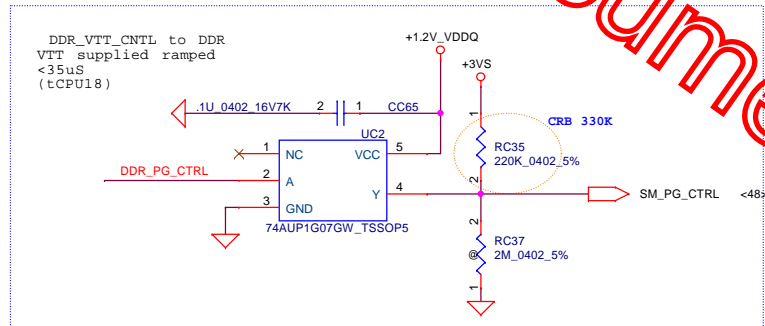 DDR_VTT_CNTL to DDR
VTT supplied ramped
<35uS
(tCPU18)
+1.2V_VDDQ
+3VS
.1U_0402_16V7K
2
1
CC65
CRB 330K
UC2
1
NC
VCC
5
1
RC35
220K_0402_5%
2
DDR_PG_CTRL
2
A
Y
4
SM_PG_CTRL
<48>
3
GND
74AUP1G07GW_TSSOP5
2
RC37
@
2M_0402_5%
1